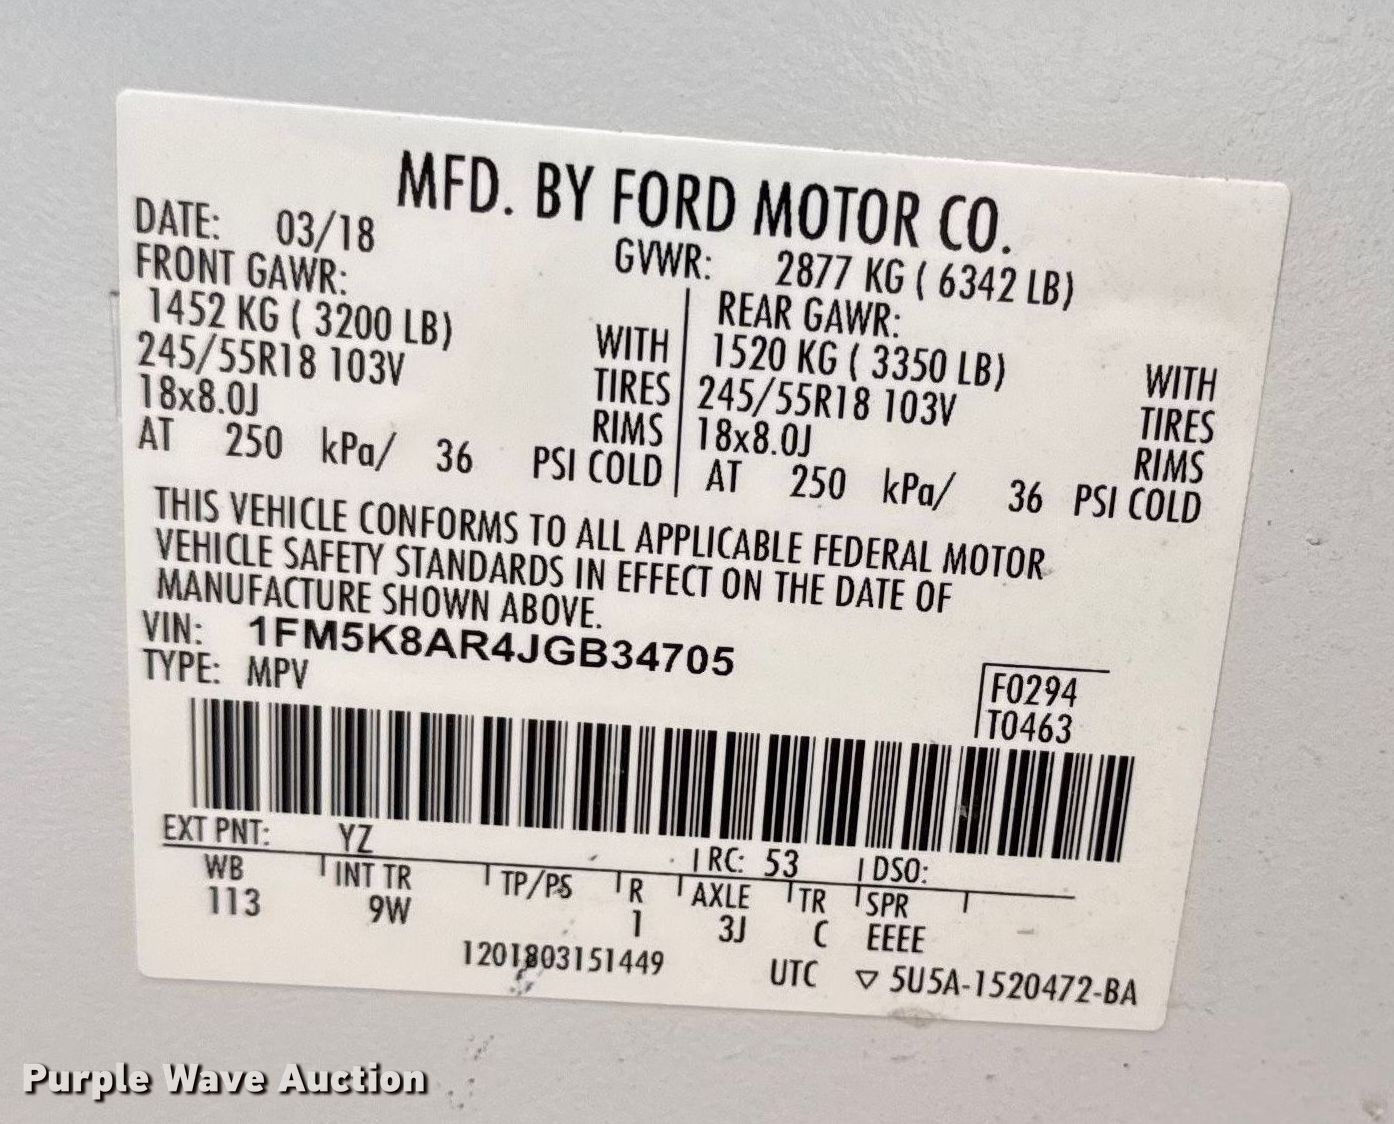 MFD. BY FORD MOTOR CO.
DATE: 03/18 GVWR: 2877 KG ( 6342 LB)
FRONT GAWR: REAR GAWR:
1452 KG ( 3200 LB) WITH 1520 KG ( 3350 LB) WITH
245/55R18 103V TIRES 245/55R18 103V TIRES
18x8.0J RIMS 18x8.0J RIMS
AT 250 kPa/ 36 PSI COLD AT 250 kPa/ 36 PSI COLD
THIS VEHICLE CONFORMS TO ALL APPLICABLE FEDERAL MOTOR
VEHICLE SAFETY STANDARDS IN EFFECT ON THE DATE OF
MANUFACTURE SHOWN ABOVE.
VIN: 1FM5K8AR4JGB34705
TYPE: MPV
F0294
T0463
EXT PNT: YZ RC: 53 DSO:
WB INT TR TP/PS R AXLE TR SPR
113 9W 1 3J C EEEE
1201803151449 UTC ▽ 5U5A-1520472-BA
Purple Wave Auction